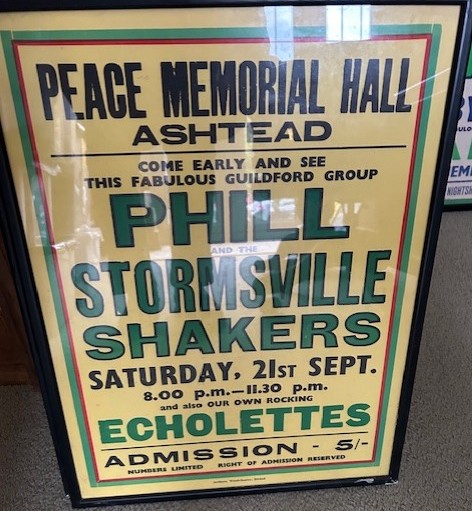 PEACE MEMORIAL HALL
ASHTEAD
COME EARLY AND SEE
THIS FABULOUS GUILDFORD GROUP
PHILL
AND THE
STORMSVILLE
SHAKERS
SATURDAY, 21ST SEPT.
8.00 p.m.—11.30 p.m.
and also OUR OWN ROCKING
ECHOLETTES
ADMISSION - 5/-
NUMBERS LIMITED RIGHT OF ADMISSION RESERVED